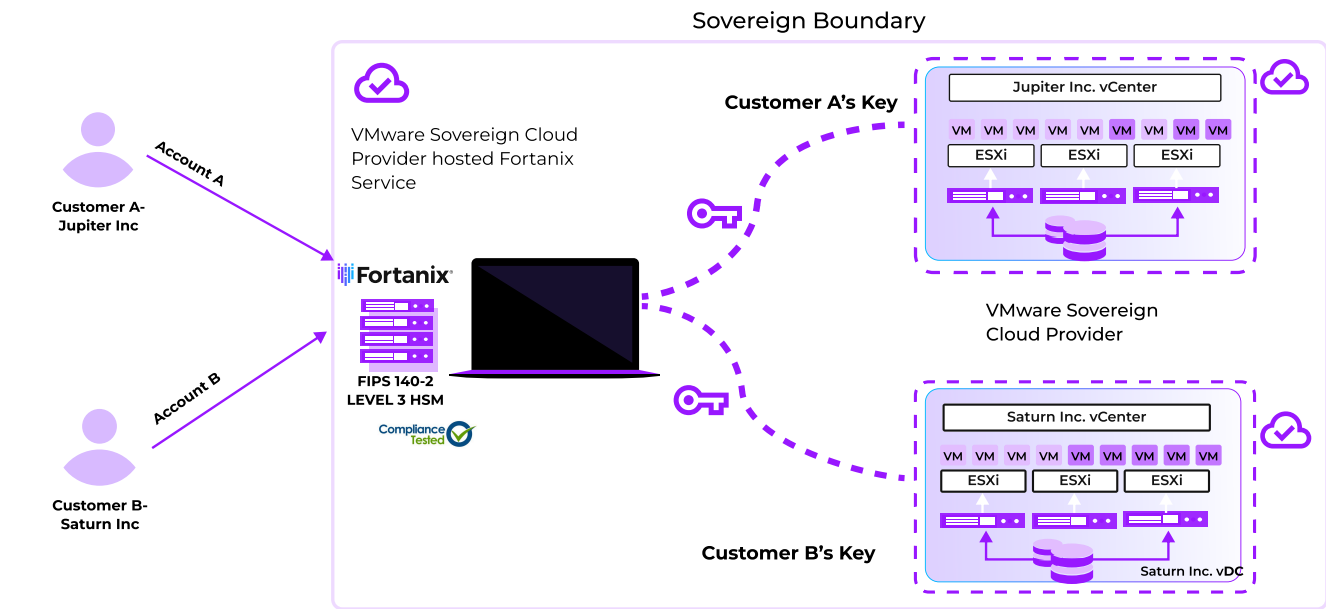 Sovereign Boundary
VMware Sovereign Cloud
Provider hosted Fortanix
Service
Customer A's Key
Jupiter Inc. vCenter
VM VM VM VM VM VM VM VM VM
ESXi ESXi ESXi
Account A
Customer A-
Jupiter Inc
Fortanix®
FIPS 140-2
LEVEL 3 HSM
Compliance
Tested
VMware Sovereign
Cloud Provider
Account B
Customer B-
Saturn Inc
Saturn Inc. vCenter
VM VM VM VM VM VM VM VM VM
ESXi ESXi ESXi
Customer B's Key
Saturn Inc. vDC